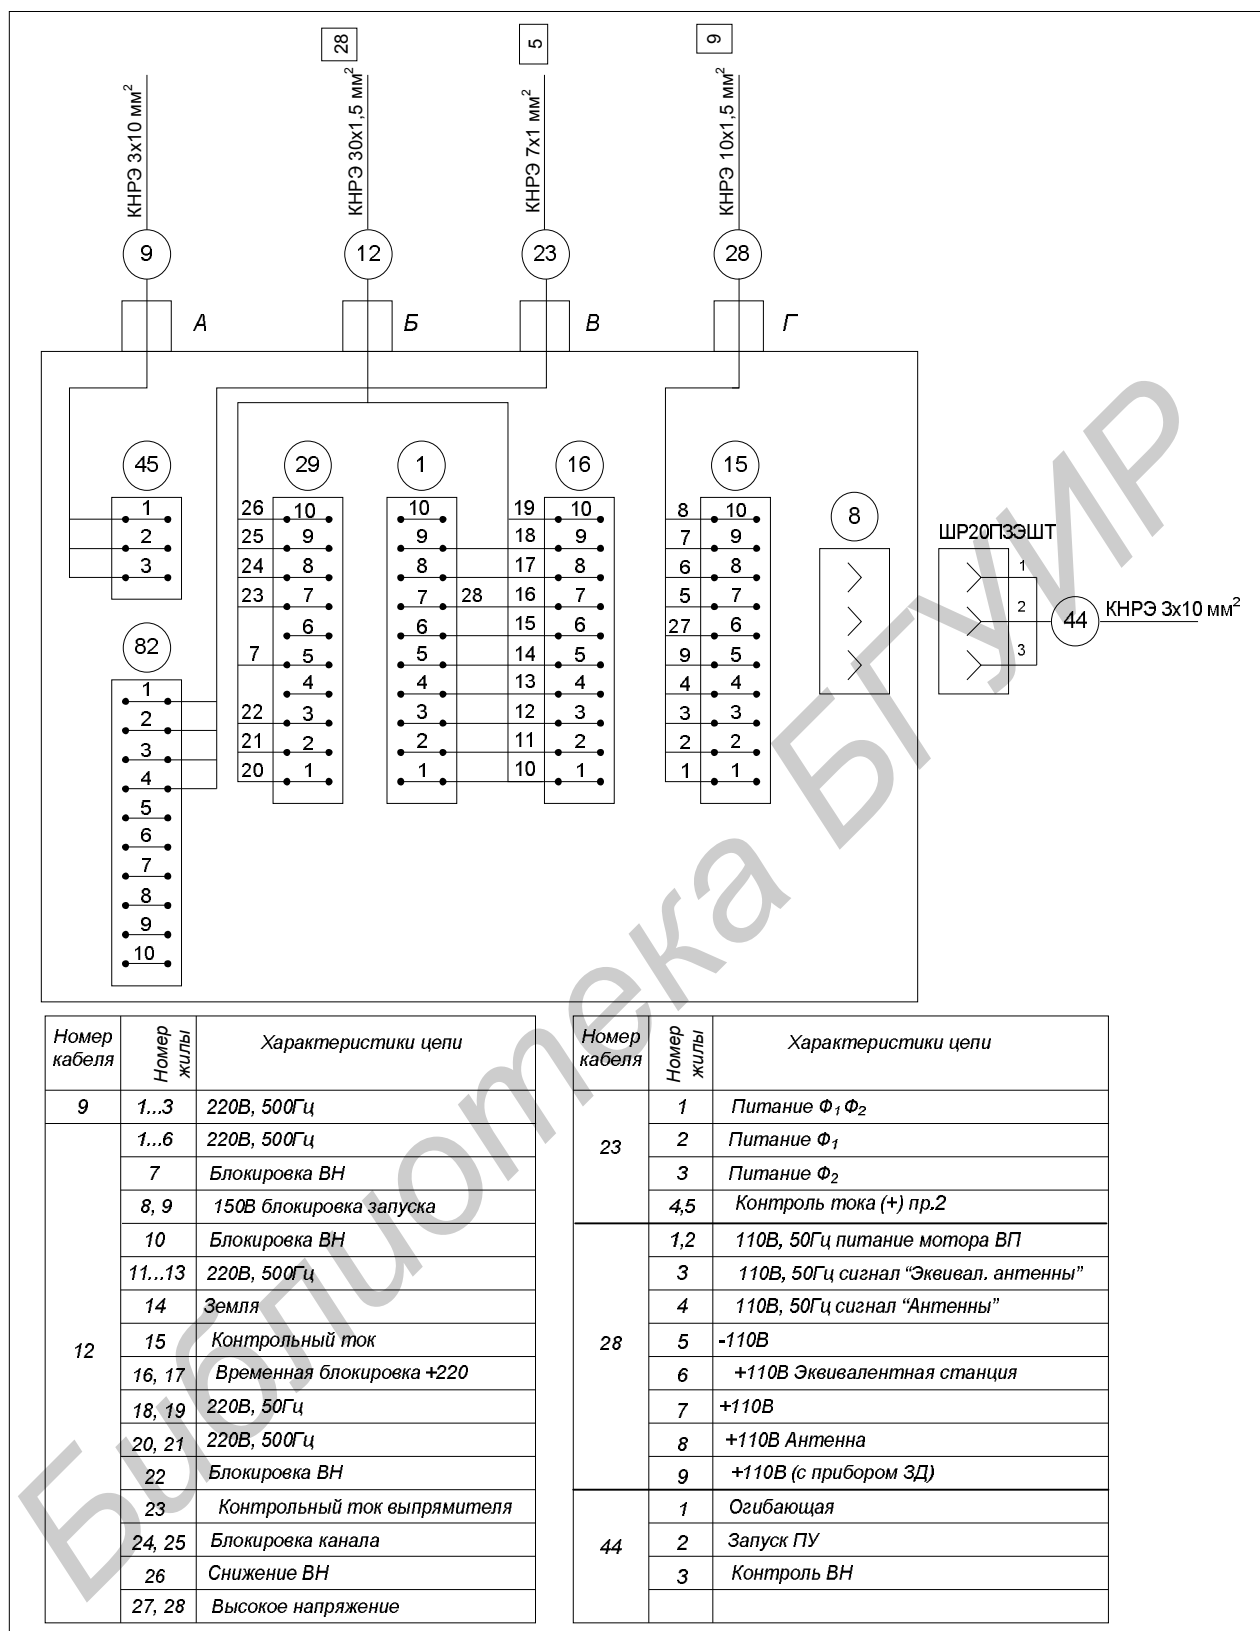 28
5
9
КНРЭ 3х10 мм²
КНРЭ 30х1,5 мм²
КНРЭ 7х1 мм²
КНРЭ 10х1,5 мм²
9 12 23 28
А Б В Г
45 29 1 16 15 8
ШР20ПЗЭШТ
1
2
3
44
КНРЭ 3х10 мм²
1
2
3
82
1
2
3
4
5
6
7
8
9
10
26 10 10 19 10 8 10
25 9 9 18 9 7 9
24 8 8 17 8 6 8
23 7 7 28 16 7 5 7
6 6 15 6 27 6
7 5 5 14 5 9 5
4 4 13 4 4 4
22 3 3 12 3 3 3
21 2 2 11 2 2 2
20 1 1 10 1 1 1
Номер кабеля Номер жилы Характеристики цепи
9 1...3 220В, 500Гц
12
1...6 220В, 500Гц
7 Блокировка ВН
8, 9 150В блокировка запуска
10 Блокировка ВН
11...13 220В, 500Гц
14 Земля
15 Контрольный ток
16, 17 Временная блокировка +220
18, 19 220В, 50Гц
20, 21 220В, 500Гц
22 Блокировка ВН
23 Контрольный ток выпрямителя
24, 25 Блокировка канала
26 Снижение ВН
27, 28 Высокое напряжение
Номер кабеля Номер жилы Характеристики цепи
23
1 Питание Ф₁ Ф₂
2 Питание Ф₁
3 Питание Ф₂
4,5 Контроль тока (+) пр.2
28
1,2 110В, 50Гц питание мотора ВП
3 110В, 50Гц сигнал “Эквивал. антенны”
4 110В, 50Гц сигнал “Антенны”
5 -110В
6 +110В Эквивалентная станция
7 +110В
8 +110В Антенна
9 +110В (с прибором ЗД)
44
1 Огибающая
2 Запуск ПУ
3 Контроль ВН
Библиотека БГУИР